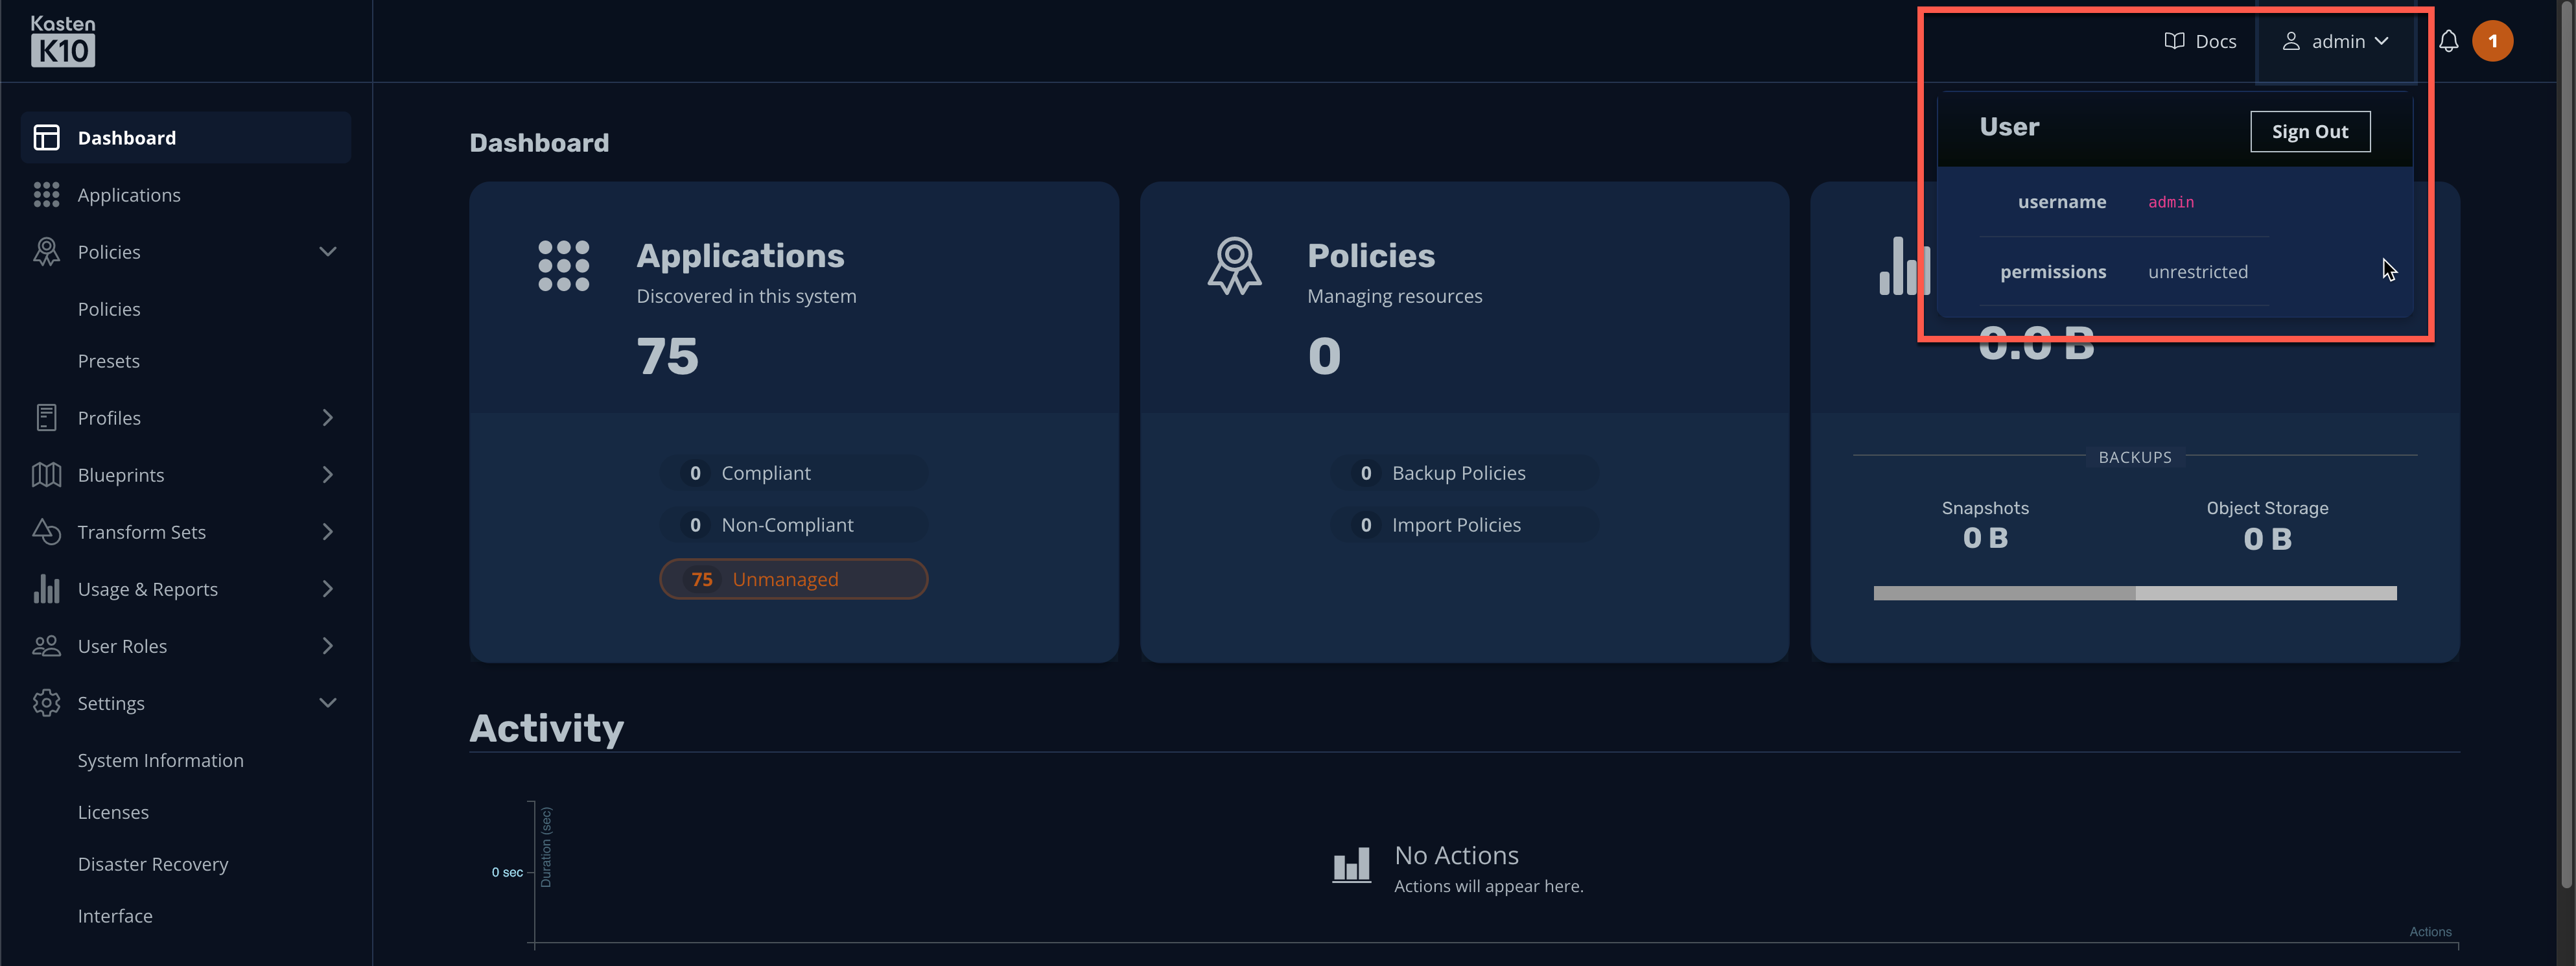 Kasten
K10
Docs
admin
1
Dashboard
Applications
Policies
Policies
Presets
Profiles
Blueprints
Transform Sets
Usage & Reports
User Roles
Settings
System Information
Licenses
Disaster Recovery
Interface
User
Sign Out
username admin
permissions unrestricted
Dashboard
Applications
Discovered in this system
75
0 Compliant
0 Non-Compliant
75 Unmanaged
Policies
Managing resources
0
0 Backup Policies
0 Import Policies
0.0 B
BACKUPS
Snapshots
0 B
Object Storage
0 B
Activity
Duration (sec)
0 sec
No Actions
Actions will appear here.
Actions